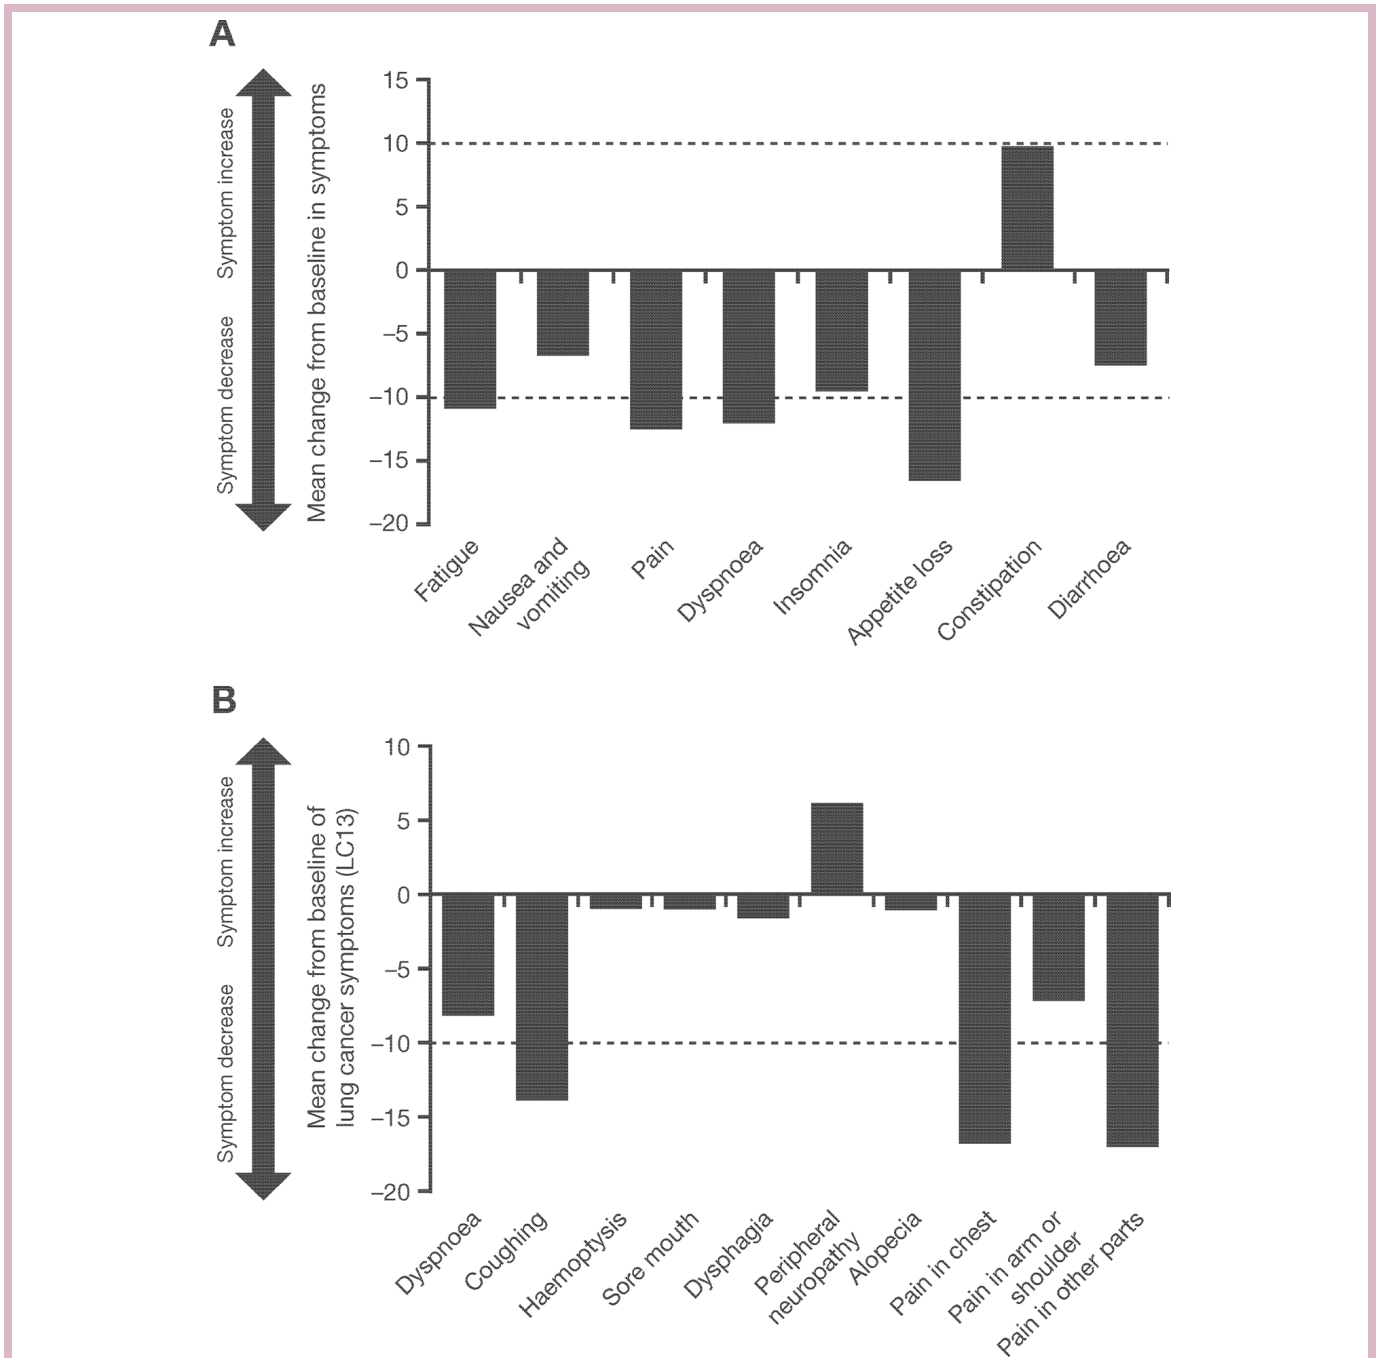 A
Symptom increase
Symptom decrease
Mean change from baseline in symptoms
15
10
5
0
−5
−10
−15
−20
Fatigue
Nausea and
vomiting
Pain
Dyspnoea
Insomnia
Appetite loss
Constipation
Diarrhoea
B
Symptom increase
Symptom decrease
Mean change from baseline of
lung cancer symptoms (LC13)
10
5
0
−5
−10
−15
−20
Dyspnoea
Coughing
Haemoptysis
Sore mouth
Dysphagia
Peripheral
neuropathy
Alopecia
Pain in chest
Pain in arm or
shoulder
Pain in other parts